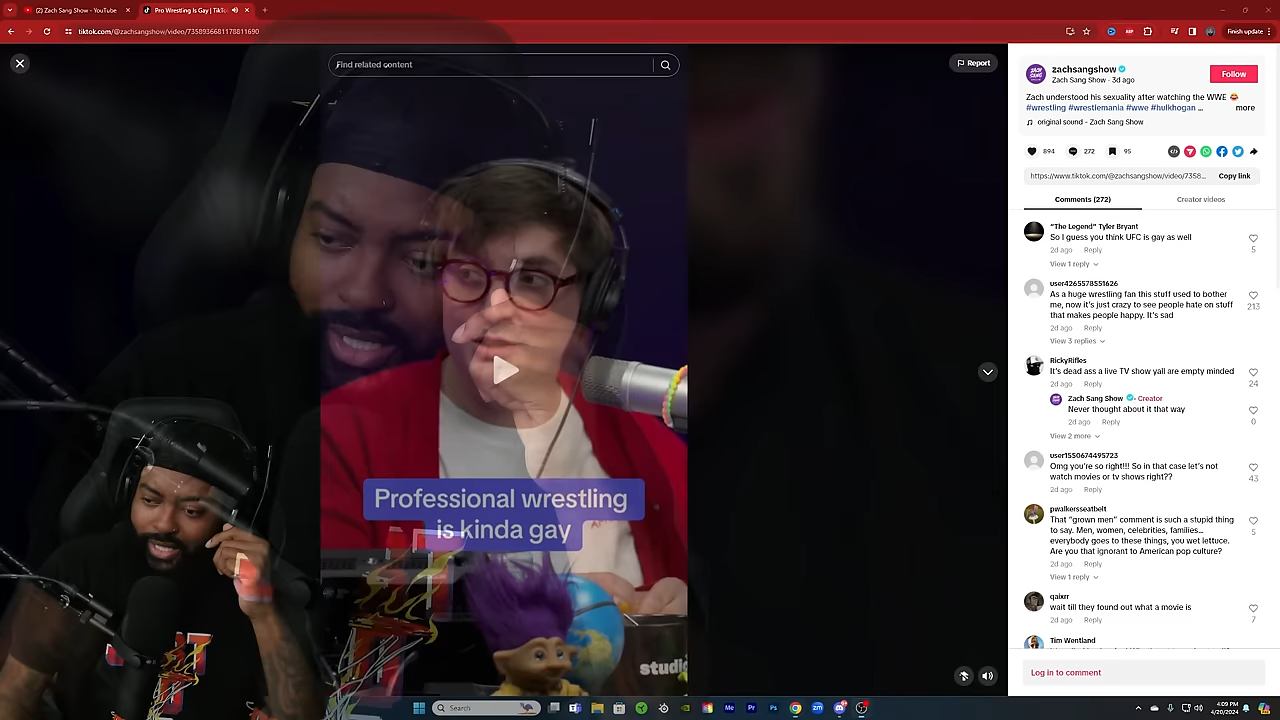 (2) Zach Sang Show - YouTube
Pro Wrestling Is Gay | TikTo
tiktok.com/@zachsangshow/video/7358936681178811690
Finish update
Find related content
Report
zachsangshow
Zach Sang Show · 3d ago
Follow
Zach understood his sexuality after watching the WWE 😂
#wrestling #wrestlemania #wwe #hulkhogan ... more
original sound - Zach Sang Show
894 272 95
https://www.tiktok.com/@zachsangshow/video/7358... Copy link
Comments (272) Creator videos
"The Legend" Tyler Bryant
So I guess you think UFC is gay as well
2d ago Reply 5
View 1 reply
user4265578551626
As a huge wrestling fan this stuff used to bother
me, now it's just crazy to see people hate on stuff
that makes people happy. It's sad
213
2d ago Reply
View 3 replies
RickyRifles
It's dead ass a live TV show yall are empty minded
2d ago Reply 24
Zach Sang Show · Creator
Never thought about it that way
2d ago Reply 0
View 2 more
user1550674495723
Omg you're so right!!! So in that case let's not
watch movies or tv shows right??
43
2d ago Reply
pwalkersseatbelt
That "grown men" comment is such a stupid thing
to say. Men, women, celebrities, families...
everybody goes to these things, you wet lettuce.
Are you that ignorant to American pop culture?
5
2d ago Reply
View 1 reply
qaixrr
wait till they found out what a movie is
2d ago Reply 7
Tim Wentland
Log in to comment
Professional wrestling
is kinda gay
studio
Search
4:09 PM
4/20/2024